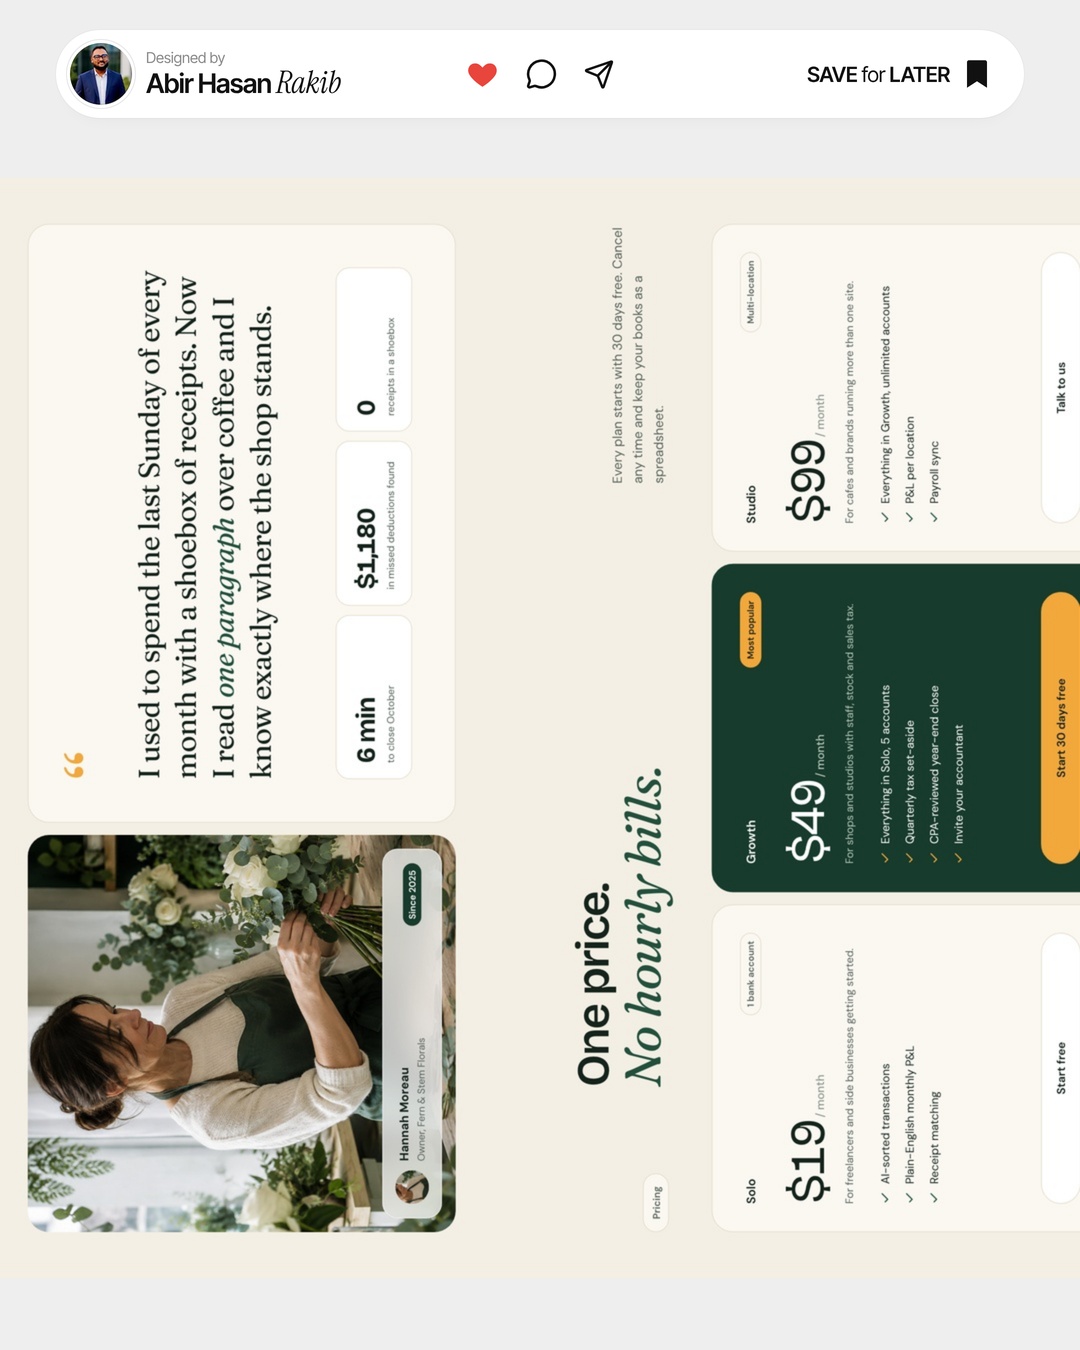 Designed by
Abir Hasan Rakib
SAVE for LATER
Hannah Moreau
Owner, Fern & Stem Florals
Since 2025
“
I used to spend the last Sunday of every
month with a shoebox of receipts. Now
I read one paragraph over coffee and I
know exactly where the shop stands.
6 min
to close October
$1,180
in missed deductions found
0
receipts in a shoebox
Pricing
One price.
No hourly bills.
Every plan starts with 30 days free. Cancel
any time and keep your books as a
spreadsheet.
Solo
1 bank account
$19 / month
For freelancers and side businesses getting started.
✓ AI-sorted transactions
✓ Plain-English monthly P&L
✓ Receipt matching
Start free
Growth
Most popular
$49 / month
For shops and studios with staff, stock and sales tax.
✓ Everything in Solo, 5 accounts
✓ Quarterly tax set-aside
✓ CPA-reviewed year-end close
✓ Invite your accountant
Start 30 days free
Studio
Multi-location
$99 / month
For cafes and brands running more than one site.
✓ Everything in Growth, unlimited accounts
✓ P&L per location
✓ Payroll sync
Talk to us